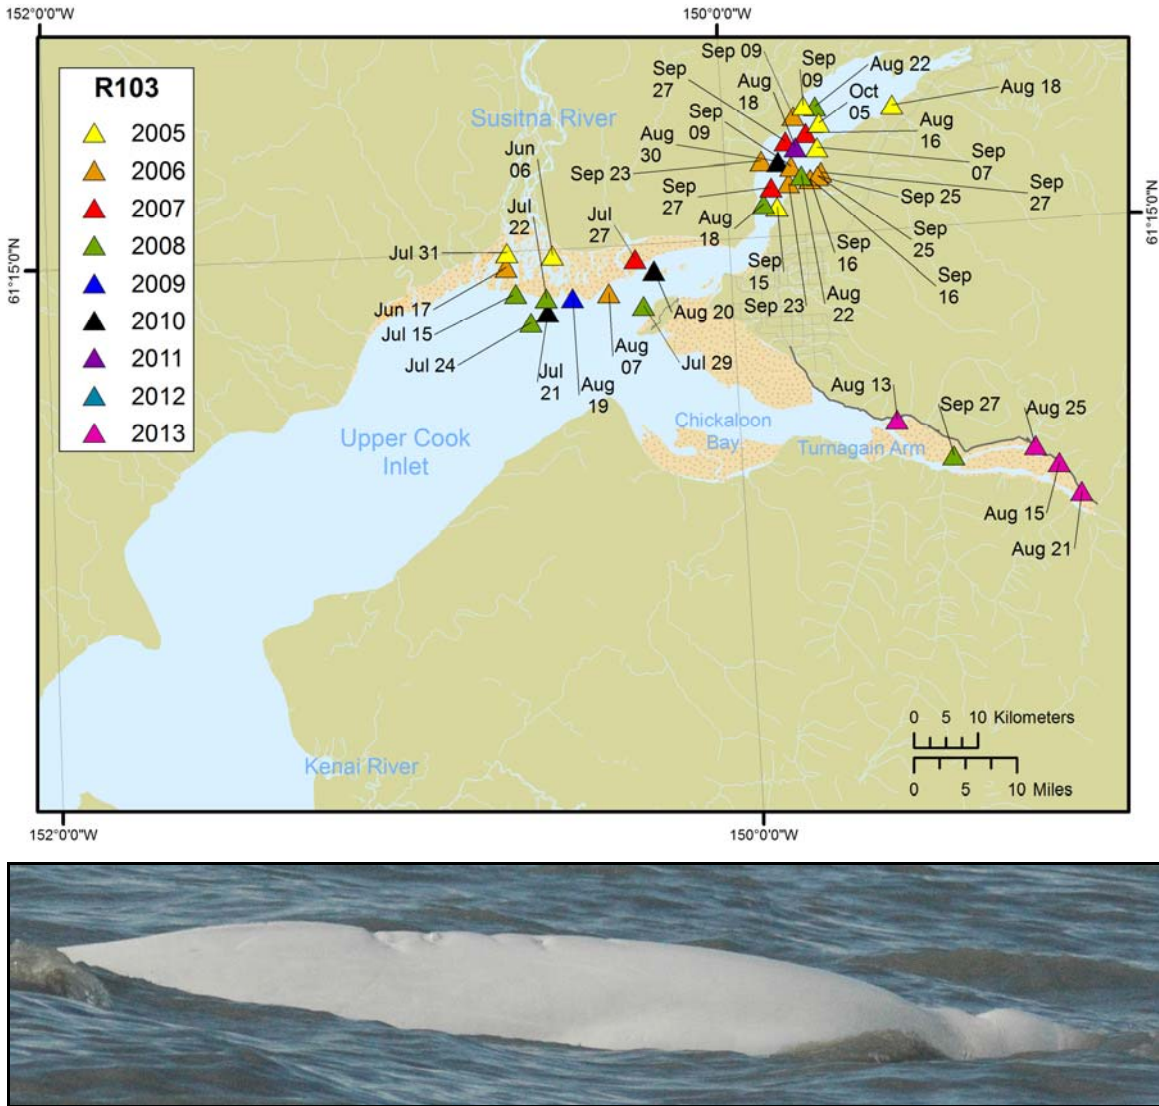 152°0'0"W
150°0'0"W
R103
2005
2006
2007
2008
2009
2010
2011
2012
2013
Susitna River
Sep 09
Sep
09
Aug 22
Sep
27
Aug
18
Oct
05
Aug 18
Sep
09
Aug
16
Aug
30
Sep
07
Sep 23
Sep
27
Sep 25
Sep
27
Aug
18
Sep
25
Sep
16
Sep
16
Sep
15
Sep 23
Aug
22
Jun
06
Jul
22
Jul
27
Jul 31
Jun 17
Jul 15
Jul 24
Jul
21
Aug
19
Aug
07
Aug 20
Jul 29
61°15'0"N
61°15'0"N
Aug 13
Sep 27
Aug 25
Aug 15
Aug 21
Chickaloon
Bay
Turnagain Arm
Upper Cook
Inlet
Kenai River
0 5 10 Kilometers
0 5 10 Miles
152°0'0"W
150°0'0"W